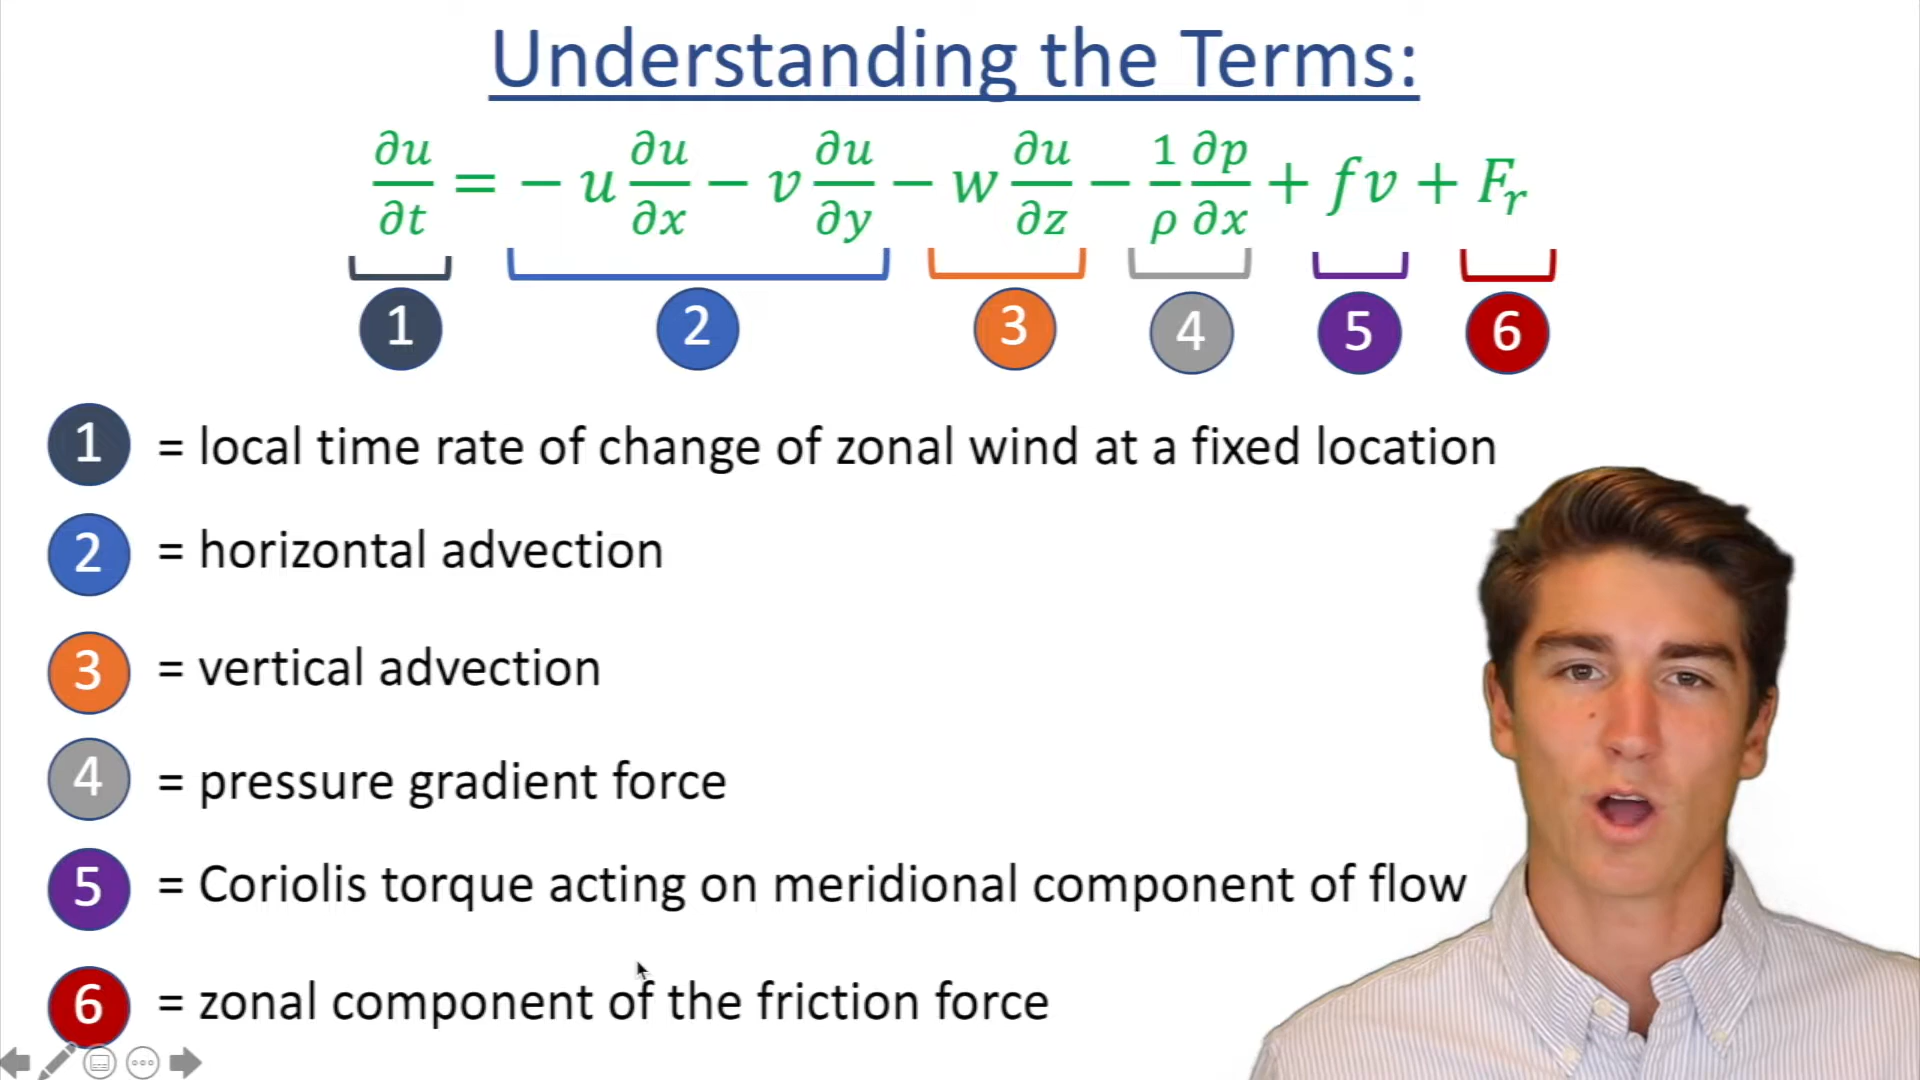 Understanding the Terms:
∂u/∂t = − u ∂u/∂x − v ∂u/∂y − w ∂u/∂z − 1/ρ ∂p/∂x + fv + Fᵣ
1 2 3 4 5 6
1 = local time rate of change of zonal wind at a fixed location
2 = horizontal advection
3 = vertical advection
4 = pressure gradient force
5 = Coriolis torque acting on meridional component of flow
6 = zonal component of the friction force